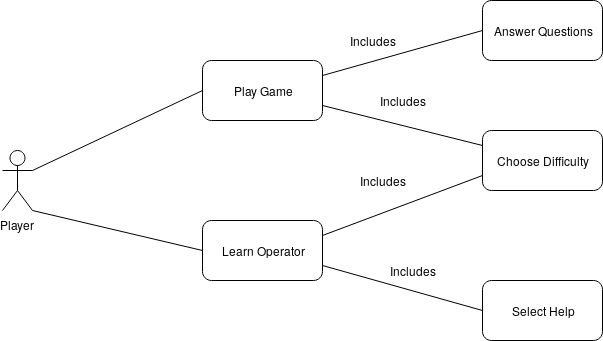 Answer Questions
Includes
Play Game
Includes
Choose Difficulty
Includes
Player
Learn Operator
Includes
Select Help